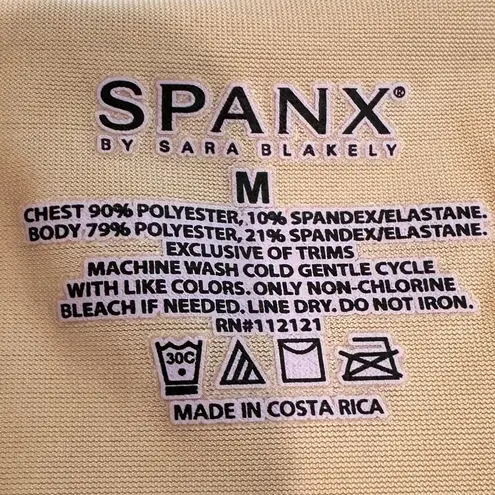 SPANX®
BY SARA BLAKELY
M
CHEST 90% POLYESTER, 10% SPANDEX/ELASTANE.
BODY 79% POLYESTER, 21% SPANDEX/ELASTANE.
EXCLUSIVE OF TRIMS
MACHINE WASH COLD GENTLE CYCLE
WITH LIKE COLORS. ONLY NON-CHLORINE
BLEACH IF NEEDED. LINE DRY. DO NOT IRON.
RN#112121
30C
MADE IN COSTA RICA